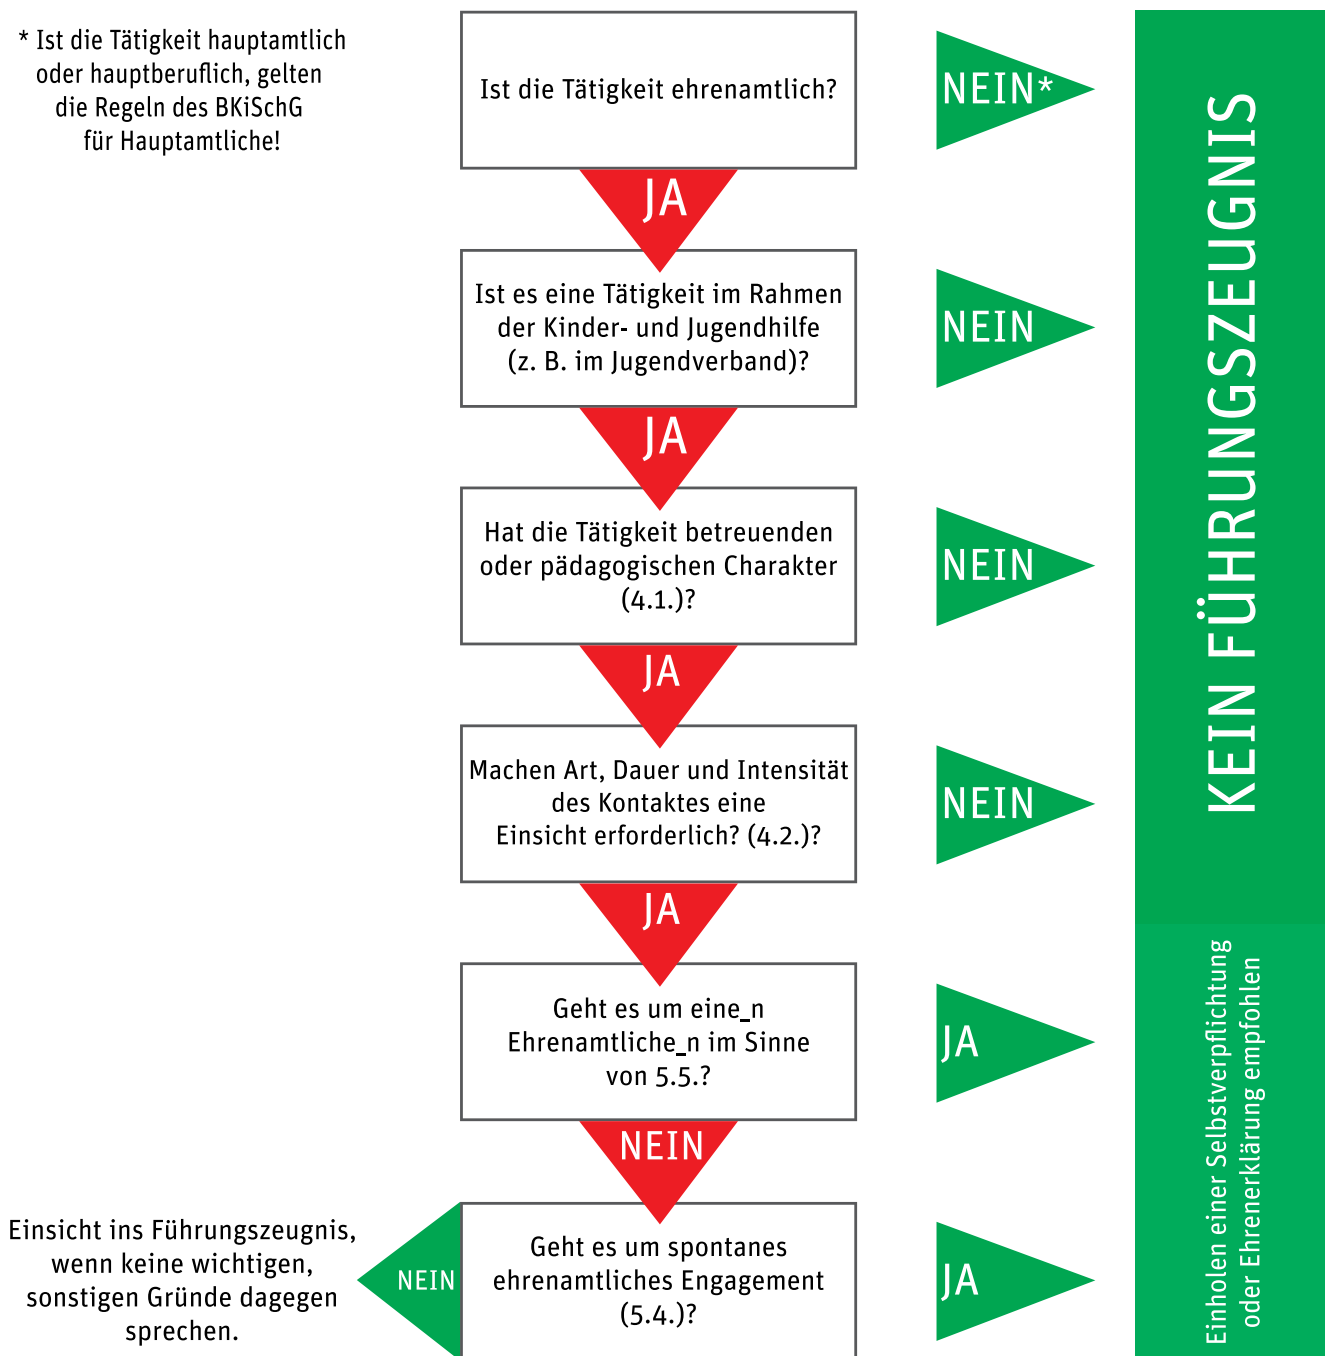 * Ist die Tätigkeit hauptamtlich
oder hauptberuflich, gelten
die Regeln des BKiSchG
für Hauptamtliche!
Ist die Tätigkeit ehrenamtlich?
NEIN*
JA
Ist es eine Tätigkeit im Rahmen
der Kinder- und Jugendhilfe
(z. B. im Jugendverband)?
NEIN
JA
Hat die Tätigkeit betreuenden
oder pädagogischen Charakter
(4.1.)?
NEIN
JA
Machen Art, Dauer und Intensität
des Kontaktes eine
Einsicht erforderlich? (4.2.)?
NEIN
JA
Geht es um eine_n
Ehrenamtliche_n im Sinne
von 5.5.?
JA
NEIN
Geht es um spontanes
ehrenamtliches Engagement
(5.4.)?
JA
NEIN
Einsicht ins Führungszeugnis,
wenn keine wichtigen,
sonstigen Gründe dagegen
sprechen.
KEIN FÜHRUNGSZEUGNIS
Einholen einer Selbstverpflichtung
oder Ehrenerklärung empfohlen